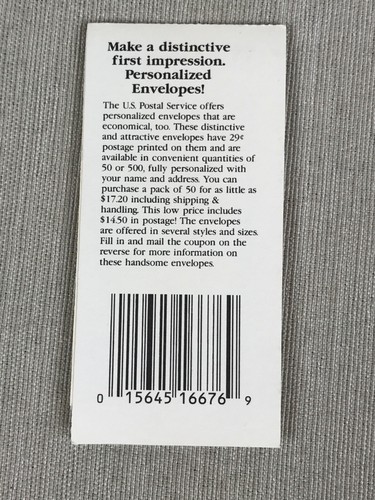 Make a distinctive
first impression.
Personalized
Envelopes!
The U.S. Postal Service offers
personalized envelopes that are
economical, too. These distinctive
and attractive envelopes have 29¢
postage printed on them and are
available in convenient quantities of
50 or 500, fully personalized with
your name and address. You can
purchase a pack of 50 for as little as
$17.20 including shipping &
handling. This low price includes
$14.50 in postage! The envelopes
are offered in several styles and sizes.
Fill in and mail the coupon on the
reverse for more information on
these handsome envelopes.
0 15645 16676 9